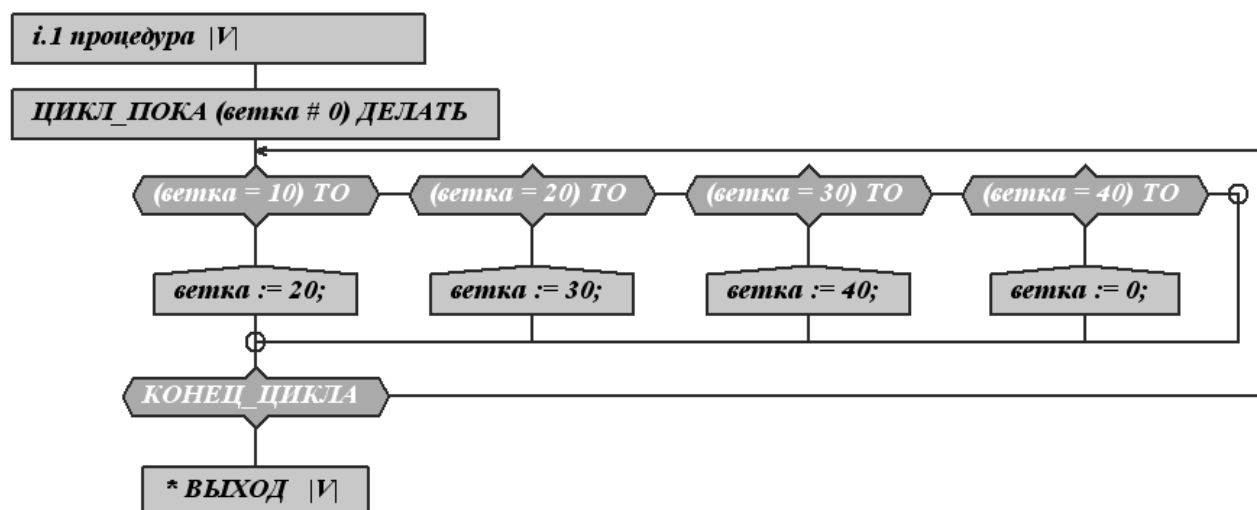 i.1 процедура |V|
ЦИКЛ_ПОКА (ветка # 0) ДЕЛАТЬ
(ветка = 10) ТО (ветка = 20) ТО (ветка = 30) ТО (ветка = 40) ТО
ветка := 20; ветка := 30; ветка := 40; ветка := 0;
КОНЕЦ_ЦИКЛА
* ВЫХОД |V|